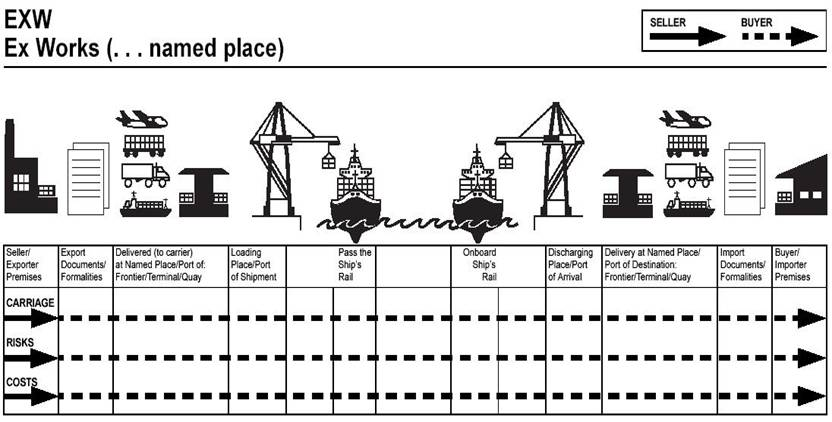 EXW
Ex Works (. . . named place)
SELLER
BUYER
Seller/
Exporter
Premises
Export
Documents/
Formalities
Delivered (to carrier)
at Named Place/Port of:
Frontier/Terminal/Quay
Loading
Place/Port
of Shipment
Pass the
Ship's
Rail
Onboard
Ship's
Rail
Discharging
Place/Port
of Arrival
Delivery at Named Place/
Port of Destination:
Frontier/Terminal/Quay
Import
Documents/
Formalities
Buyer/
Importer
Premises
CARRIAGE
RISKS
COSTS